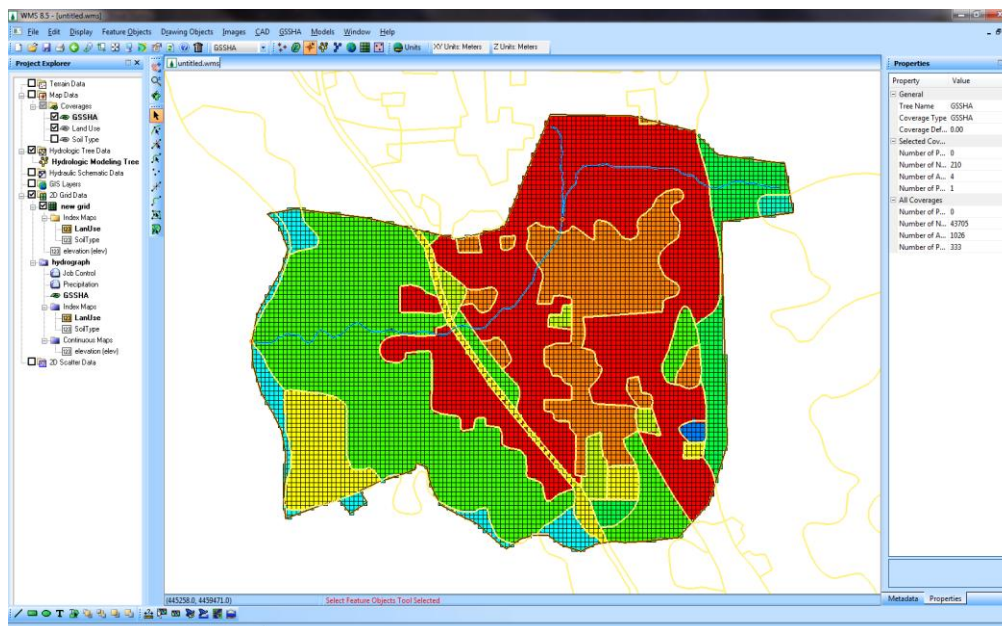 WMS 8.5 - [untitled.wms]
File Edit Display Feature Objects Drawing Objects Images CAD GSSHA Models Window Help
GSSHA
Units
XY Units: Meters
Z Units: Meters
Project Explorer
Terrain Data
Map Data
Coverages
GSSHA
Land Use
Soil Type
Hydrologic Tree Data
Hydrologic Modeling Tree
Hydraulic Schematic Data
GIS Layers
2D Grid Data
new grid
Index Maps
LanUse
SoilType
elevation (elev)
hydrograph
Job Control
Precipitation
GSSHA
Index Maps
LanUse
SoilType
Continuous Maps
elevation (elev)
2D Scatter Data
untitled.wms
(445258.0, 4459471.0)
Select Feature Objects Tool Selected
Properties
Property Value
General
Tree Name GSSHA
Coverage Type GSSHA
Coverage Def... 0.00
Selected Cov...
Number of P... 0
Number of N... 210
Number of A... 4
Number of P... 1
All Coverages
Number of P... 0
Number of N... 43705
Number of A... 1026
Number of P... 333
Metadata Properties